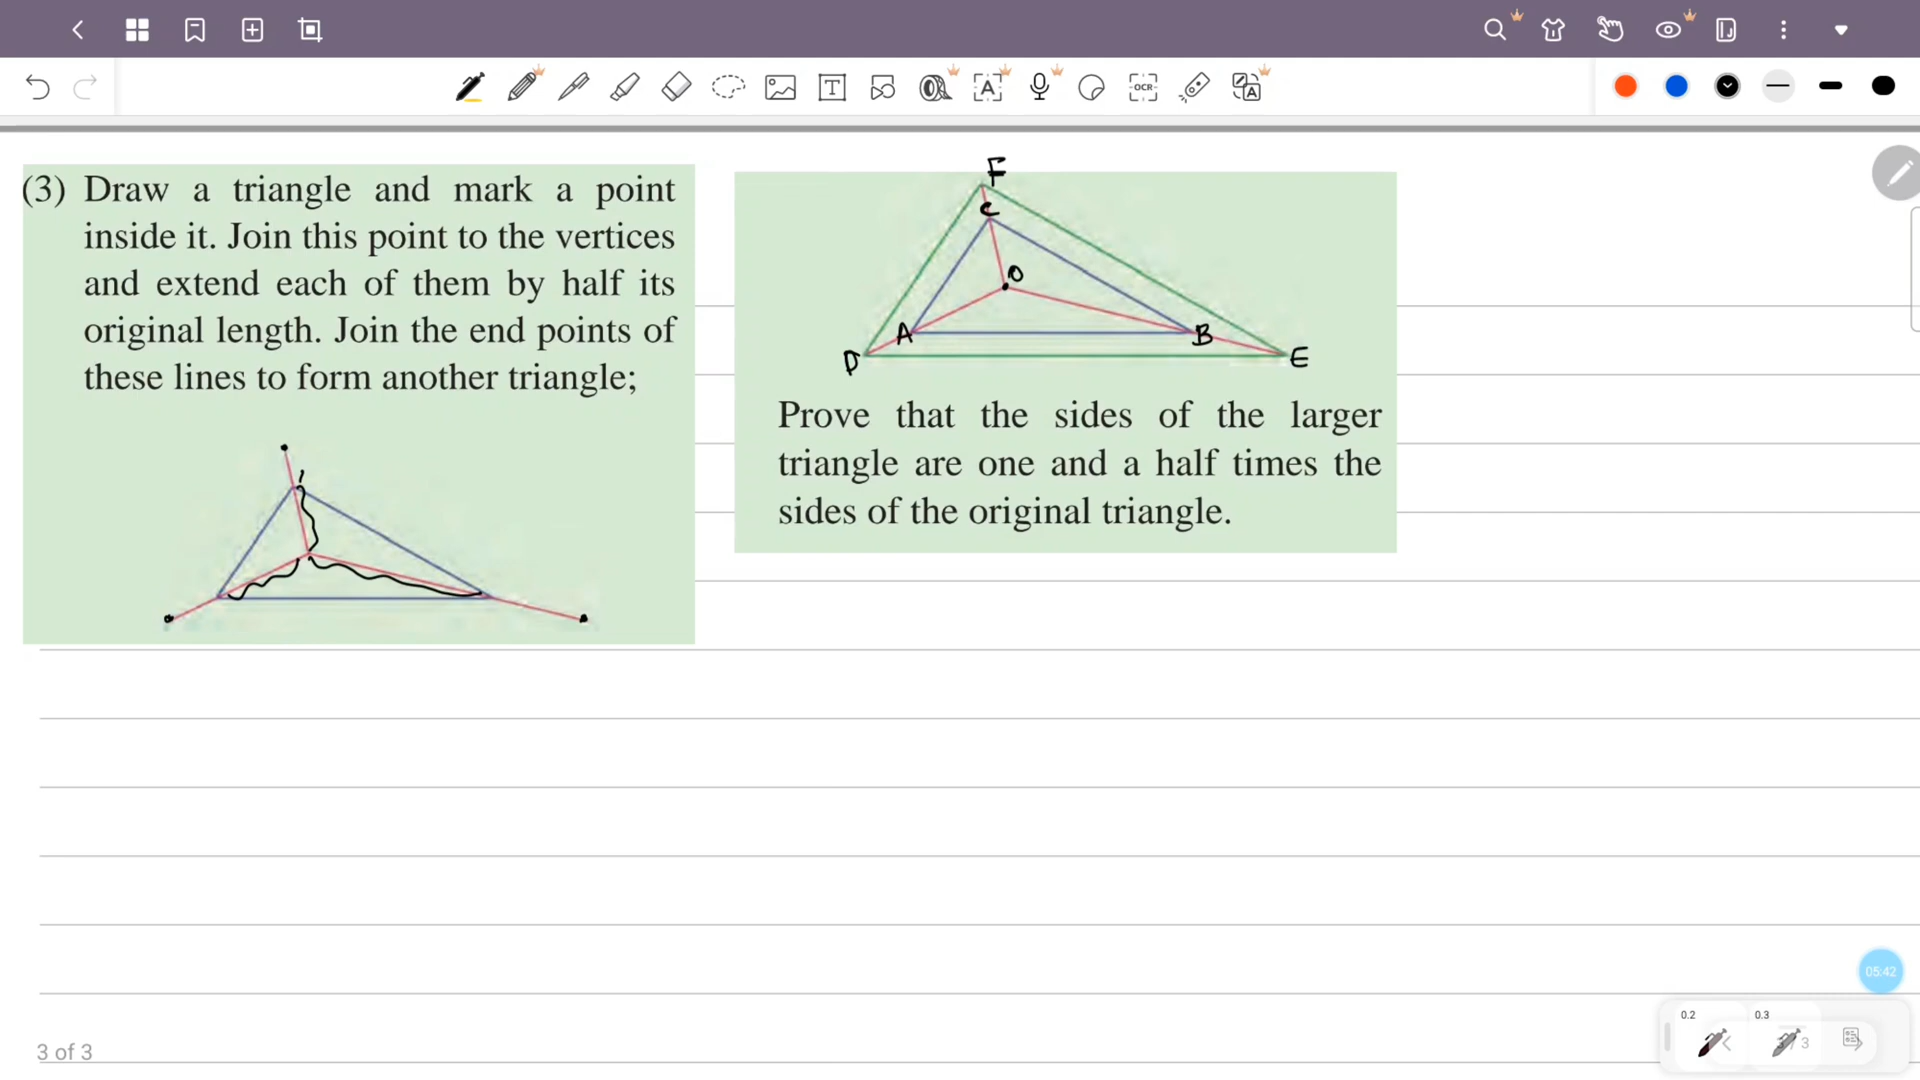 A
OCR
A
(3) Draw a triangle and mark a point
inside it. Join this point to the vertices
and extend each of them by half its
original length. Join the end points of
these lines to form another triangle;
F
C
O
A
B
D
E
Prove that the sides of the larger
triangle are one and a half times the
sides of the original triangle.
05:42
0.2
0.3
3 of 3